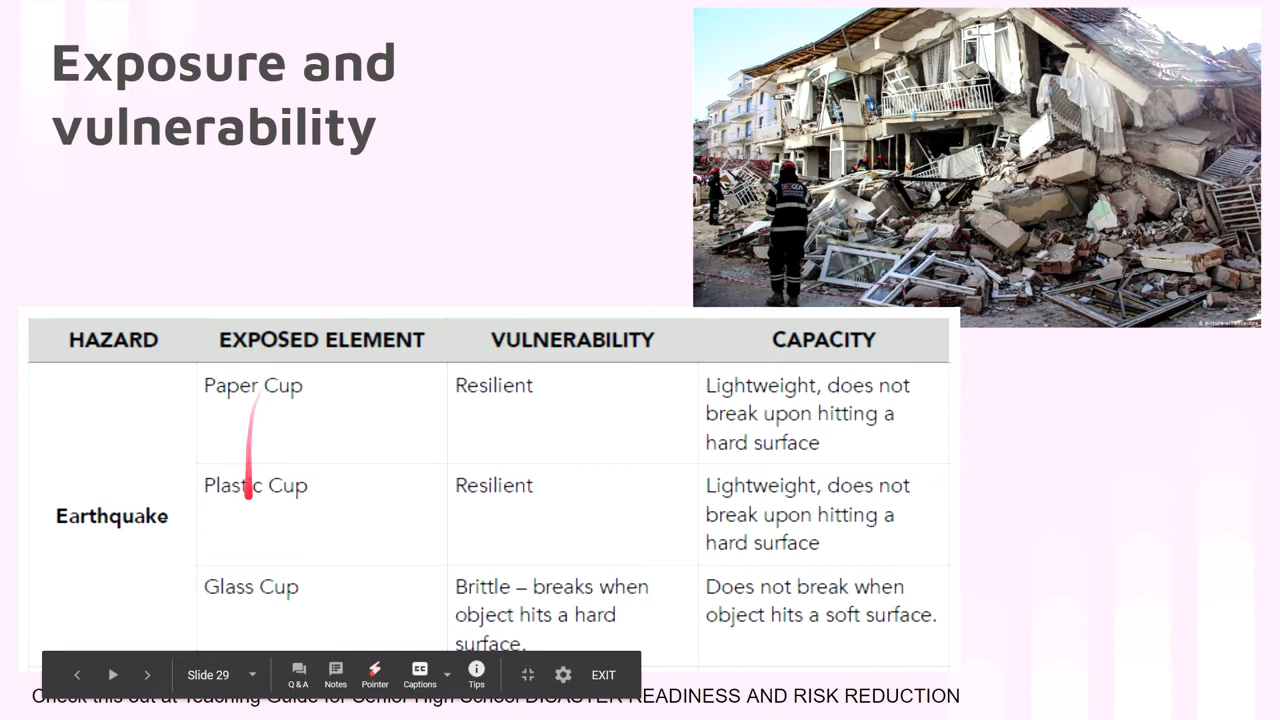 Exposure and
vulnerability
HAZARD EXPOSED ELEMENT VULNERABILITY CAPACITY
Earthquake
Paper Cup
Resilient
Lightweight, does not
break upon hitting a
hard surface
Plastic Cup
Resilient
Lightweight, does not
break upon hitting a
hard surface
Glass Cup
Brittle – breaks when
object hits a hard
surface.
Does not break when
object hits a soft surface.
Slide 29
Q & A
Notes
Pointer
CC
Captions
Tips
EXIT
Check this out at Teaching Guide for Senior High School DISASTER READINESS AND RISK REDUCTION